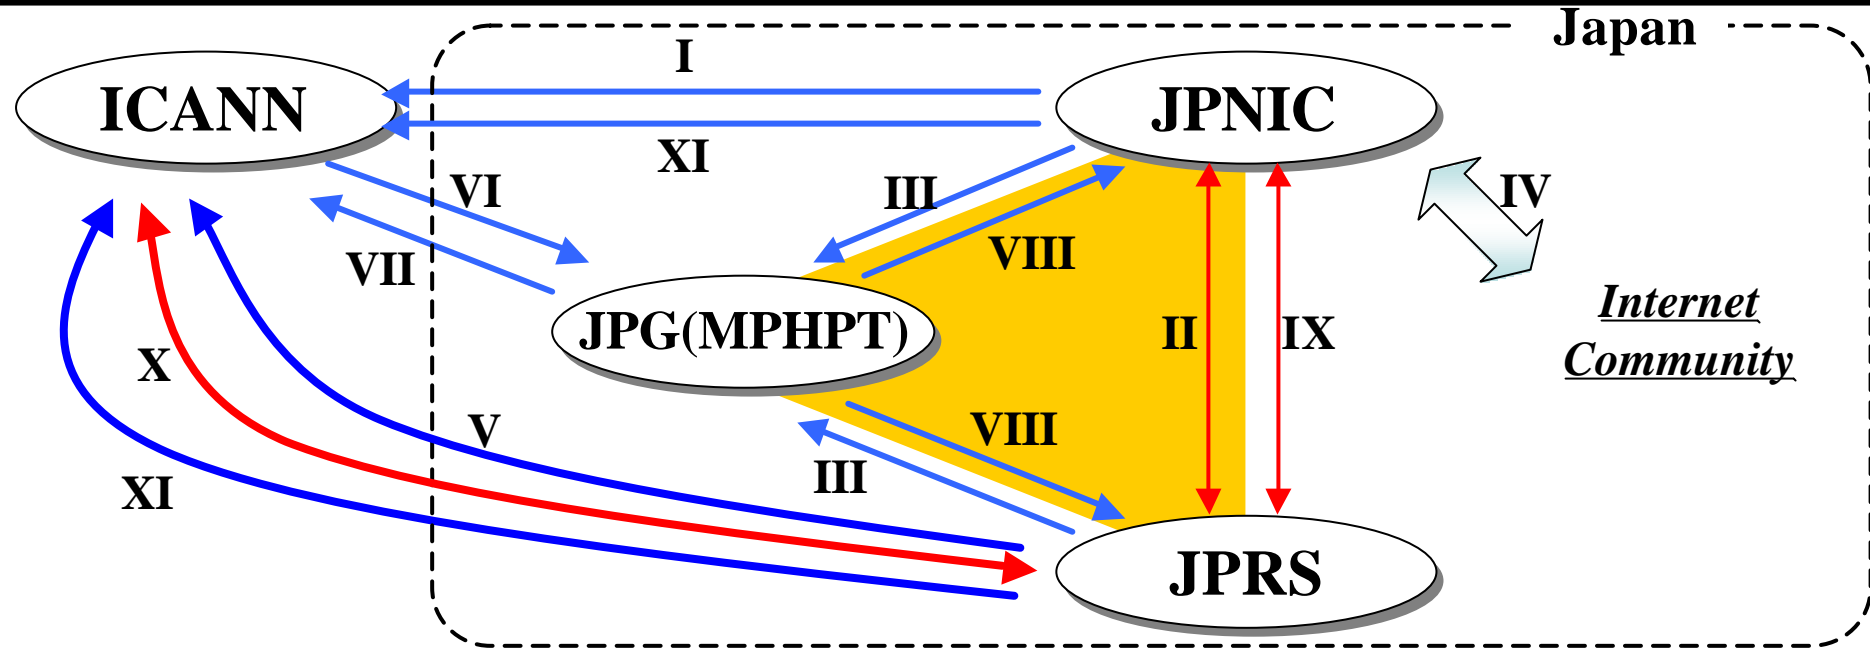 Japan
I
ICANN
JPNIC
XI
VI
III
IV
VIII
VII
Internet
Community
JPG(MPHPT)
II
IX
X
V
VIII
III
XI
JPRS